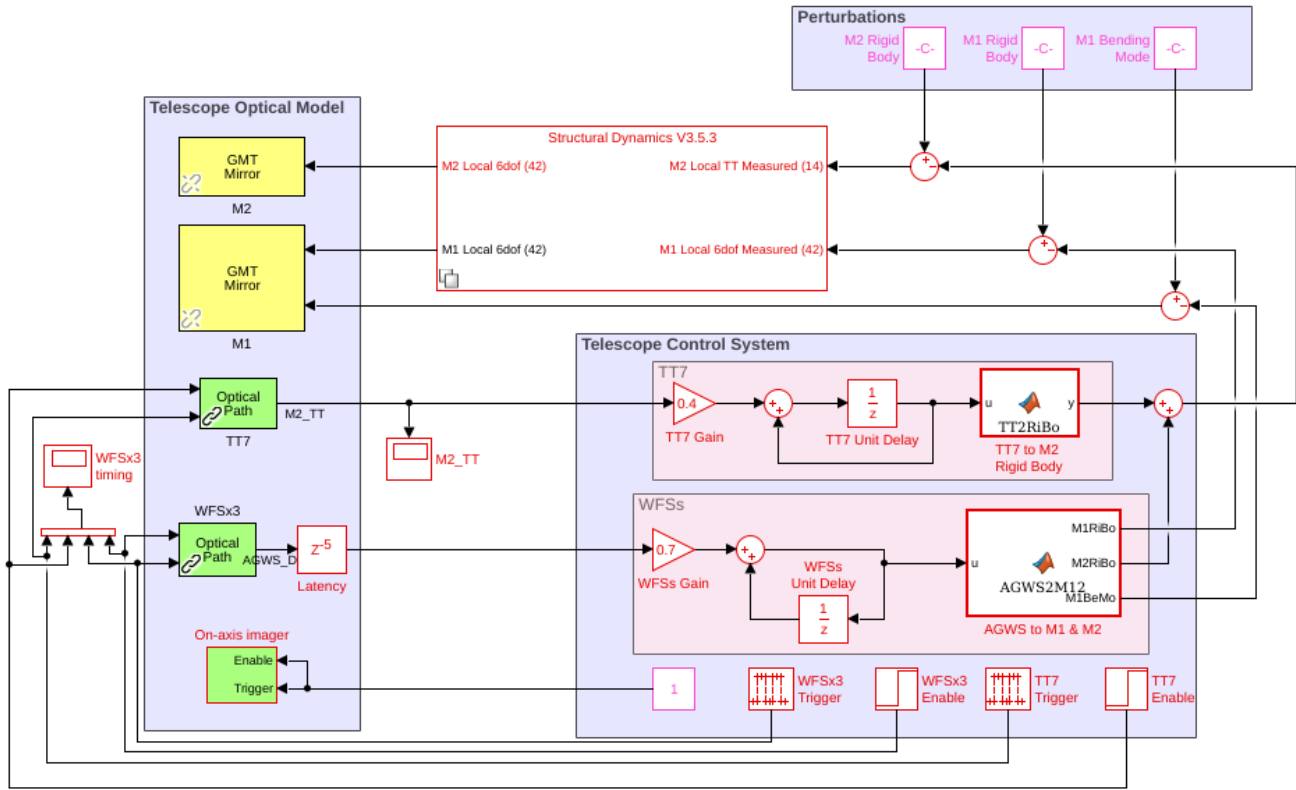 Perturbations
M2 Rigid
Body
-C-
M1 Rigid
Body
-C-
M1 Bending
Mode
-C-
Telescope Optical Model
GMT
Mirror
M2
GMT
Mirror
M1
Structural Dynamics V3.5.3
M2 Local 6dof (42)
M2 Local TT Measured (14)
M1 Local 6dof (42)
M1 Local 6dof Measured (42)
+
−
+
−
+
−
Optical
Path
M2_TT
TT7
M2_TT
WFSx3
timing
WFSx3
Optical
Path
AGWS_D
Z-5
Latency
On-axis imager
Enable
Trigger
Telescope Control System
TT7
0.4
TT7 Gain
+
+
1
z
TT7 Unit Delay
u
y
TT2RiBo
TT7 to M2
Rigid Body
+
+
WFSs
0.7
WFSs Gain
+
+
WFSs
Unit Delay
1
z
u
M1RiBo
M2RiBo
AGWS2M12
M1BeMo
AGWS to M1 & M2
1
WFSx3
Trigger
WFSx3
Enable
TT7
Trigger
TT7
Enable